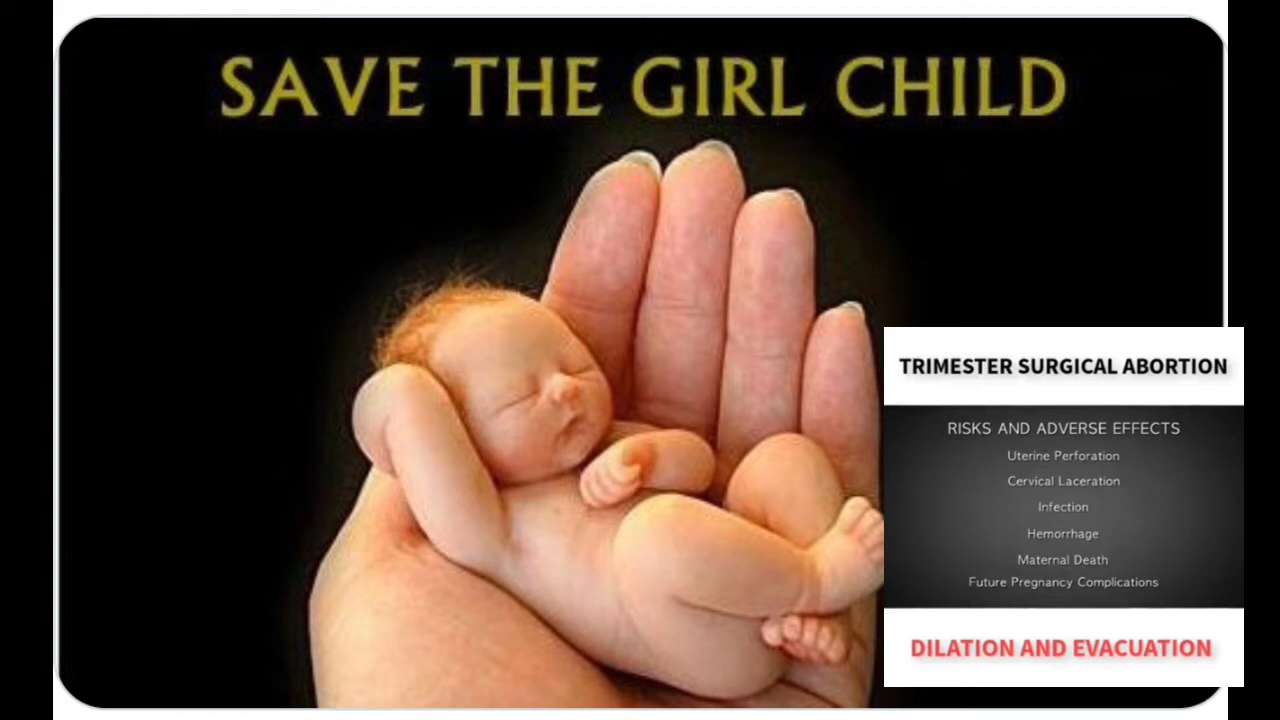 SAVE THE GIRL CHILD
TRIMESTER SURGICAL ABORTION
RISKS AND ADVERSE EFFECTS
Uterine Perforation
Cervical Laceration
Infection
Hemorrhage
Maternal Death
Future Pregnancy Complications
DILATION AND EVACUATION